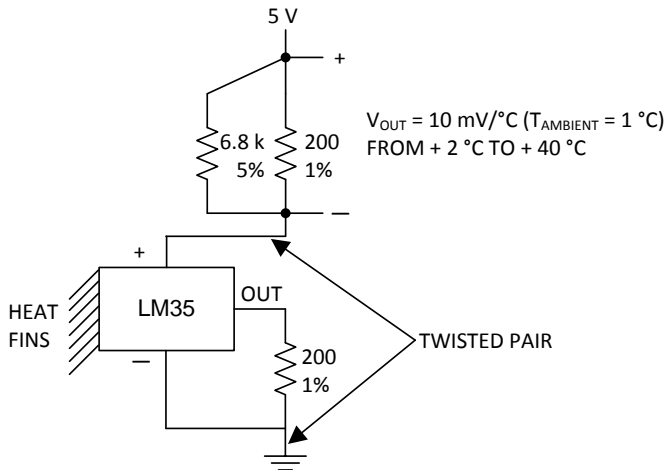 5 V
+
6.8 k
5%
200
1%
V_OUT = 10 mV/°C (T_AMBIENT = 1 °C)
FROM + 2 °C TO + 40 °C
—
+
HEAT
FINS
LM35
OUT
—
200
1%
TWISTED PAIR